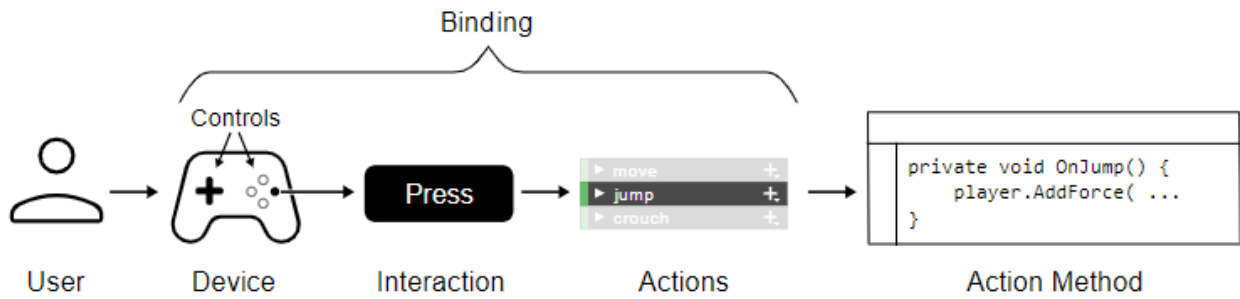 Binding
Controls
Press
move
jump
crouch
private void OnJump() {
player.AddForce( ...
}
User
Device
Interaction
Actions
Action Method